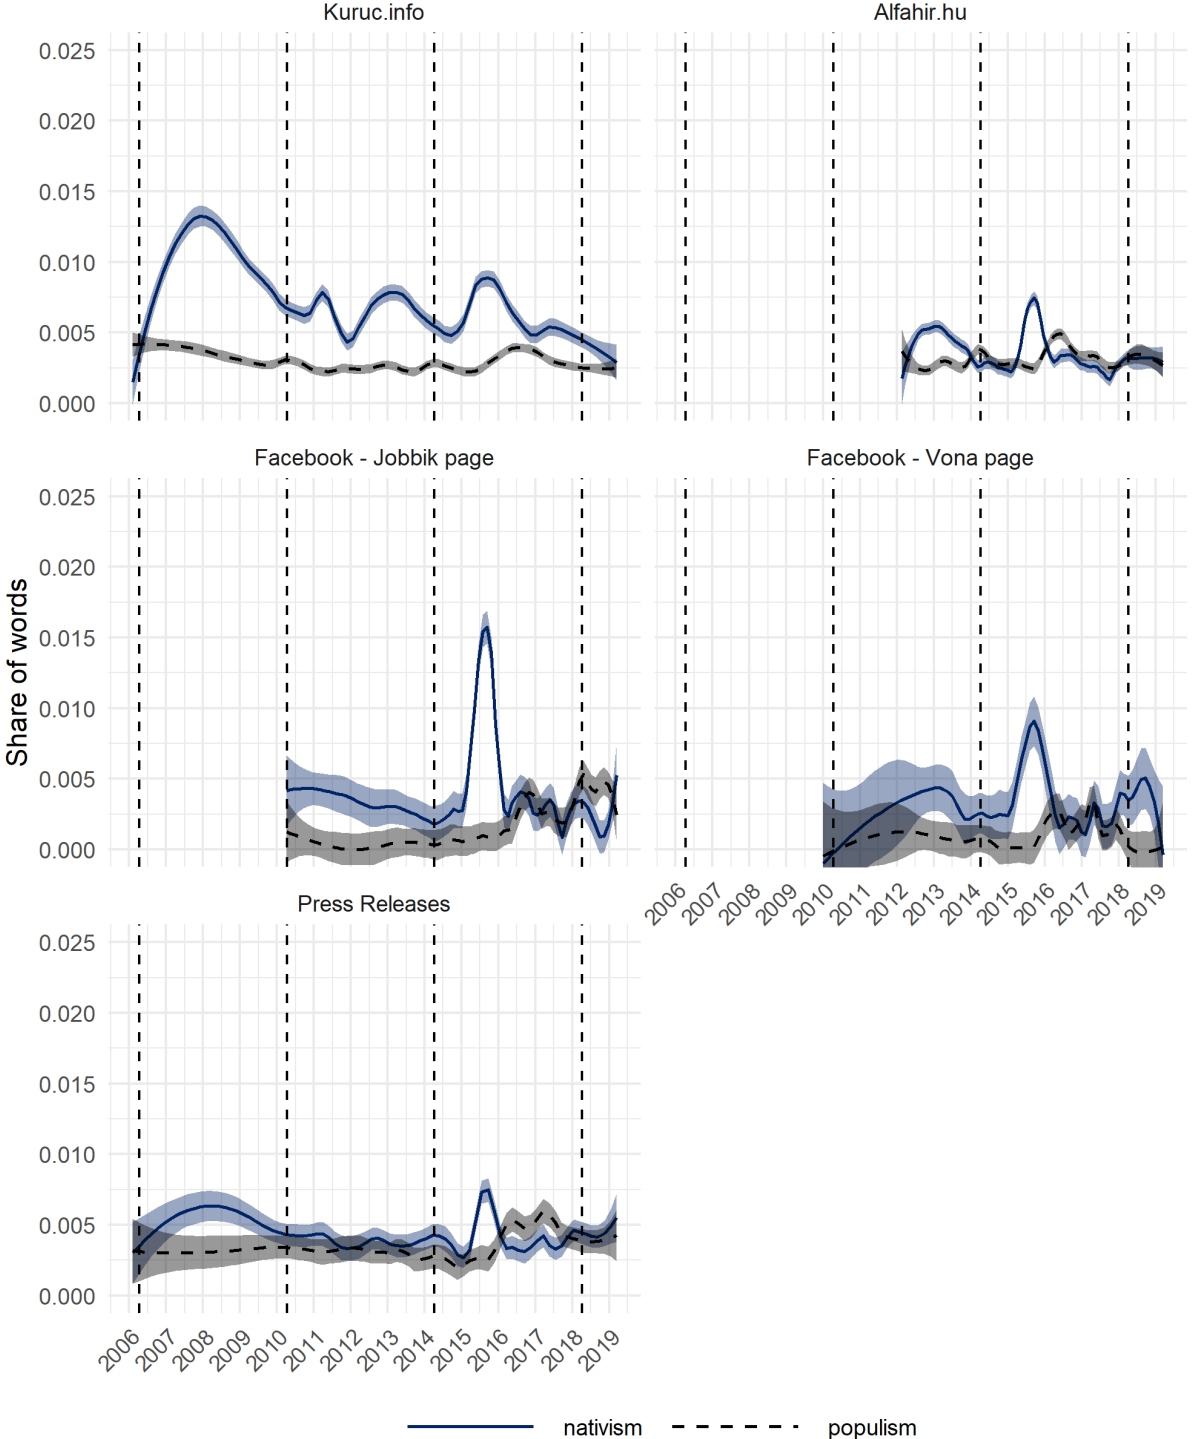 Kuruc.info
Alfahir.hu
0.025
0.020
0.015
0.010
0.005
0.000
Facebook - Jobbik page
Facebook - Vona page
0.025
0.020
0.015
0.010
0.005
0.000
Share of words
2006 2007 2008 2009 2010 2011 2012 2013 2014 2015 2016 2017 2018 2019
Press Releases
0.025
0.020
0.015
0.010
0.005
0.000
2006 2007 2008 2009 2010 2011 2012 2013 2014 2015 2016 2017 2018 2019
nativism populism